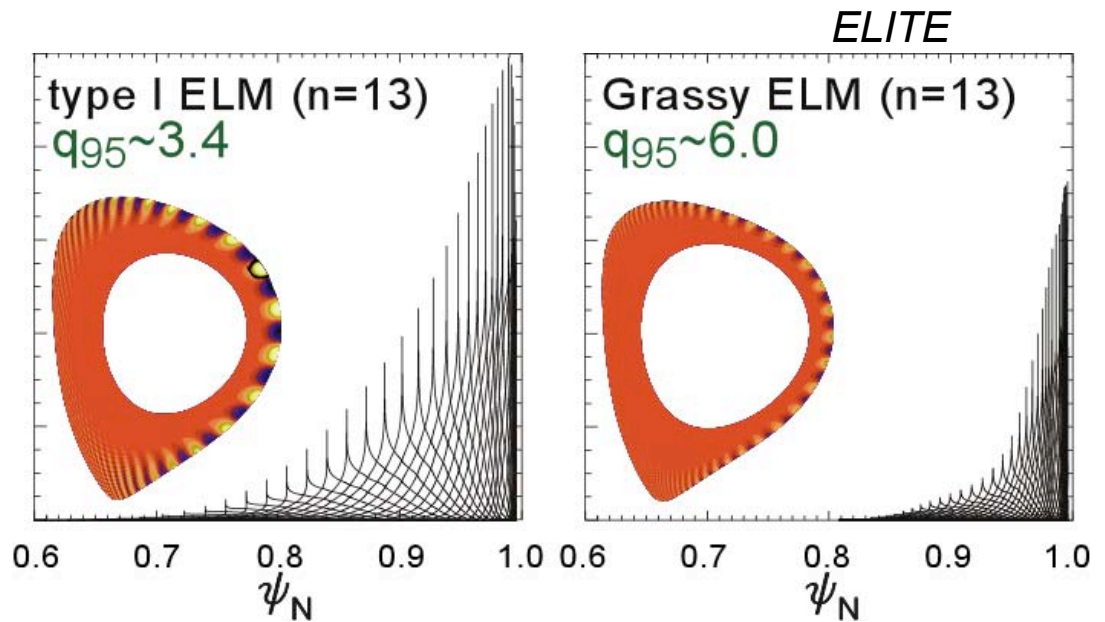 ELITE
type I ELM (n=13)
q95~3.4
Grassy ELM (n=13)
q95~6.0
0.6 0.7 0.8 0.9 1.0
ψN
0.6 0.7 0.8 0.9 1.0
ψN